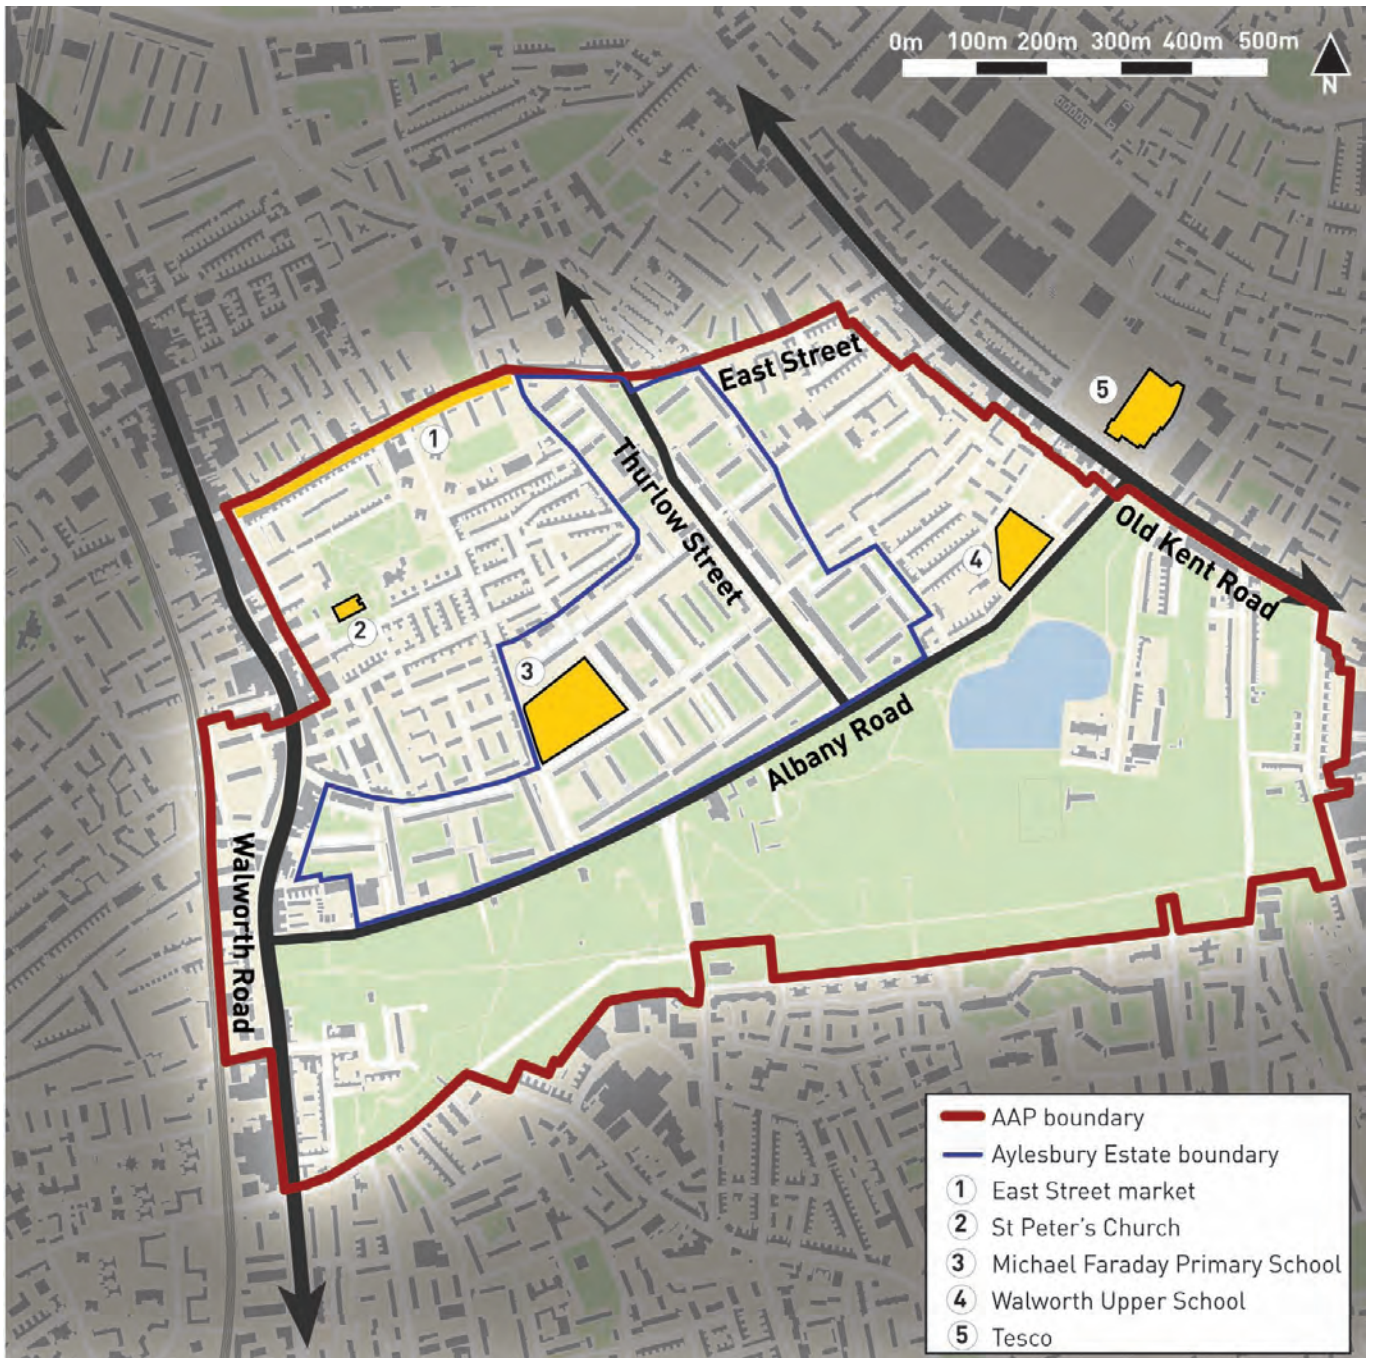 0m 100m 200m 300m 400m 500m
N
East Street
5
1
Thurlow Street
Old Kent Road
4
2
3
Albany Road
Walworth Road
AAP boundary
Aylesbury Estate boundary
1 East Street market
2 St Peter's Church
3 Michael Faraday Primary School
4 Walworth Upper School
5 Tesco